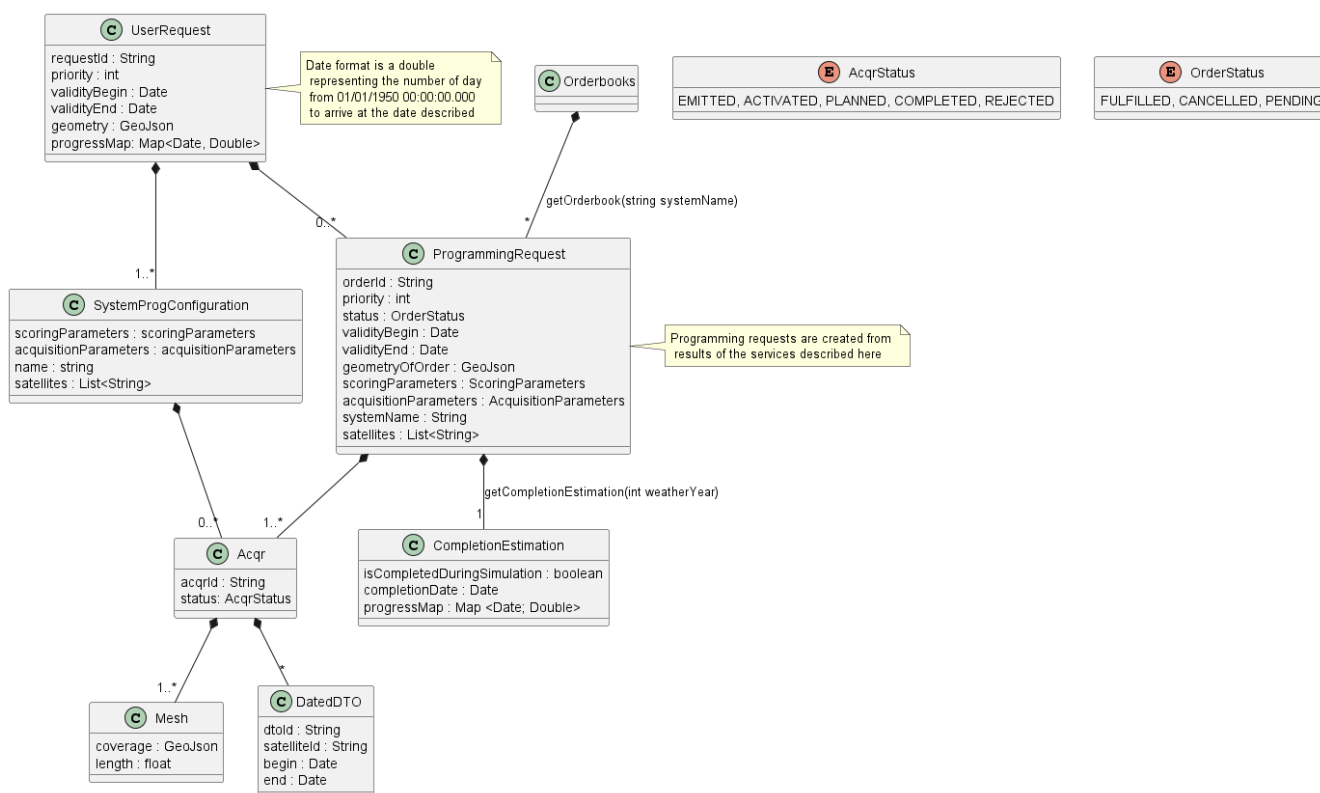 C UserRequest
requestId : String
priority : int
validityBegin : Date
validityEnd : Date
geometry : GeoJson
progressMap: Map<Date, Double>
Date format is a double
representing the number of day
from 01/01/1950 00:00:00.000
to arrive at the date described
C Orderbooks
E AcqrStatus
EMITTED, ACTIVATED, PLANNED, COMPLETED, REJECTED
E OrderStatus
FULFILLED, CANCELLED, PENDING
getOrderbook(string systemName)
0..*
*
1..*
C SystemProgConfiguration
scoringParameters : scoringParameters
acquisitionParameters : acquisitionParameters
name : string
satellites : List<String>
C ProgrammingRequest
orderId : String
priority : int
status : OrderStatus
validityBegin : Date
validityEnd : Date
geometryOfOrder : GeoJson
scoringParameters : ScoringParameters
acquisitionParameters : AcquisitionParameters
systemName : String
satellites : List<String>
Programming requests are created from
results of the services described here
getCompletionEstimation(int weatherYear)
0..*
1..*
1
C Acqr
acqrId : String
status: AcqrStatus
C CompletionEstimation
isCompletedDuringSimulation : boolean
completionDate : Date
progressMap : Map <Date; Double>
1..*
*
C Mesh
coverage : GeoJson
length : float
C DatedDTO
dtoId : String
satelliteId : String
begin : Date
end : Date